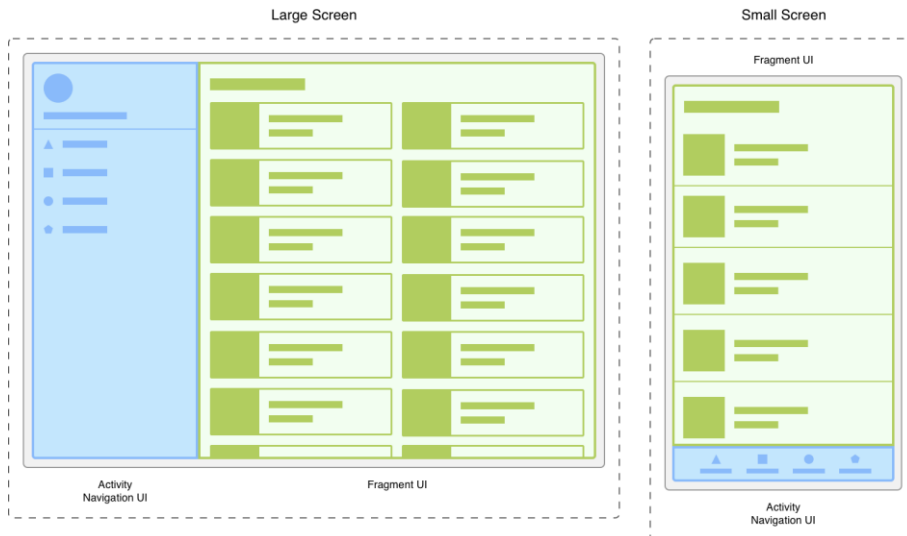 Large Screen
Activity
Navigation UI
Fragment UI
Small Screen
Fragment UI
Activity
Navigation UI